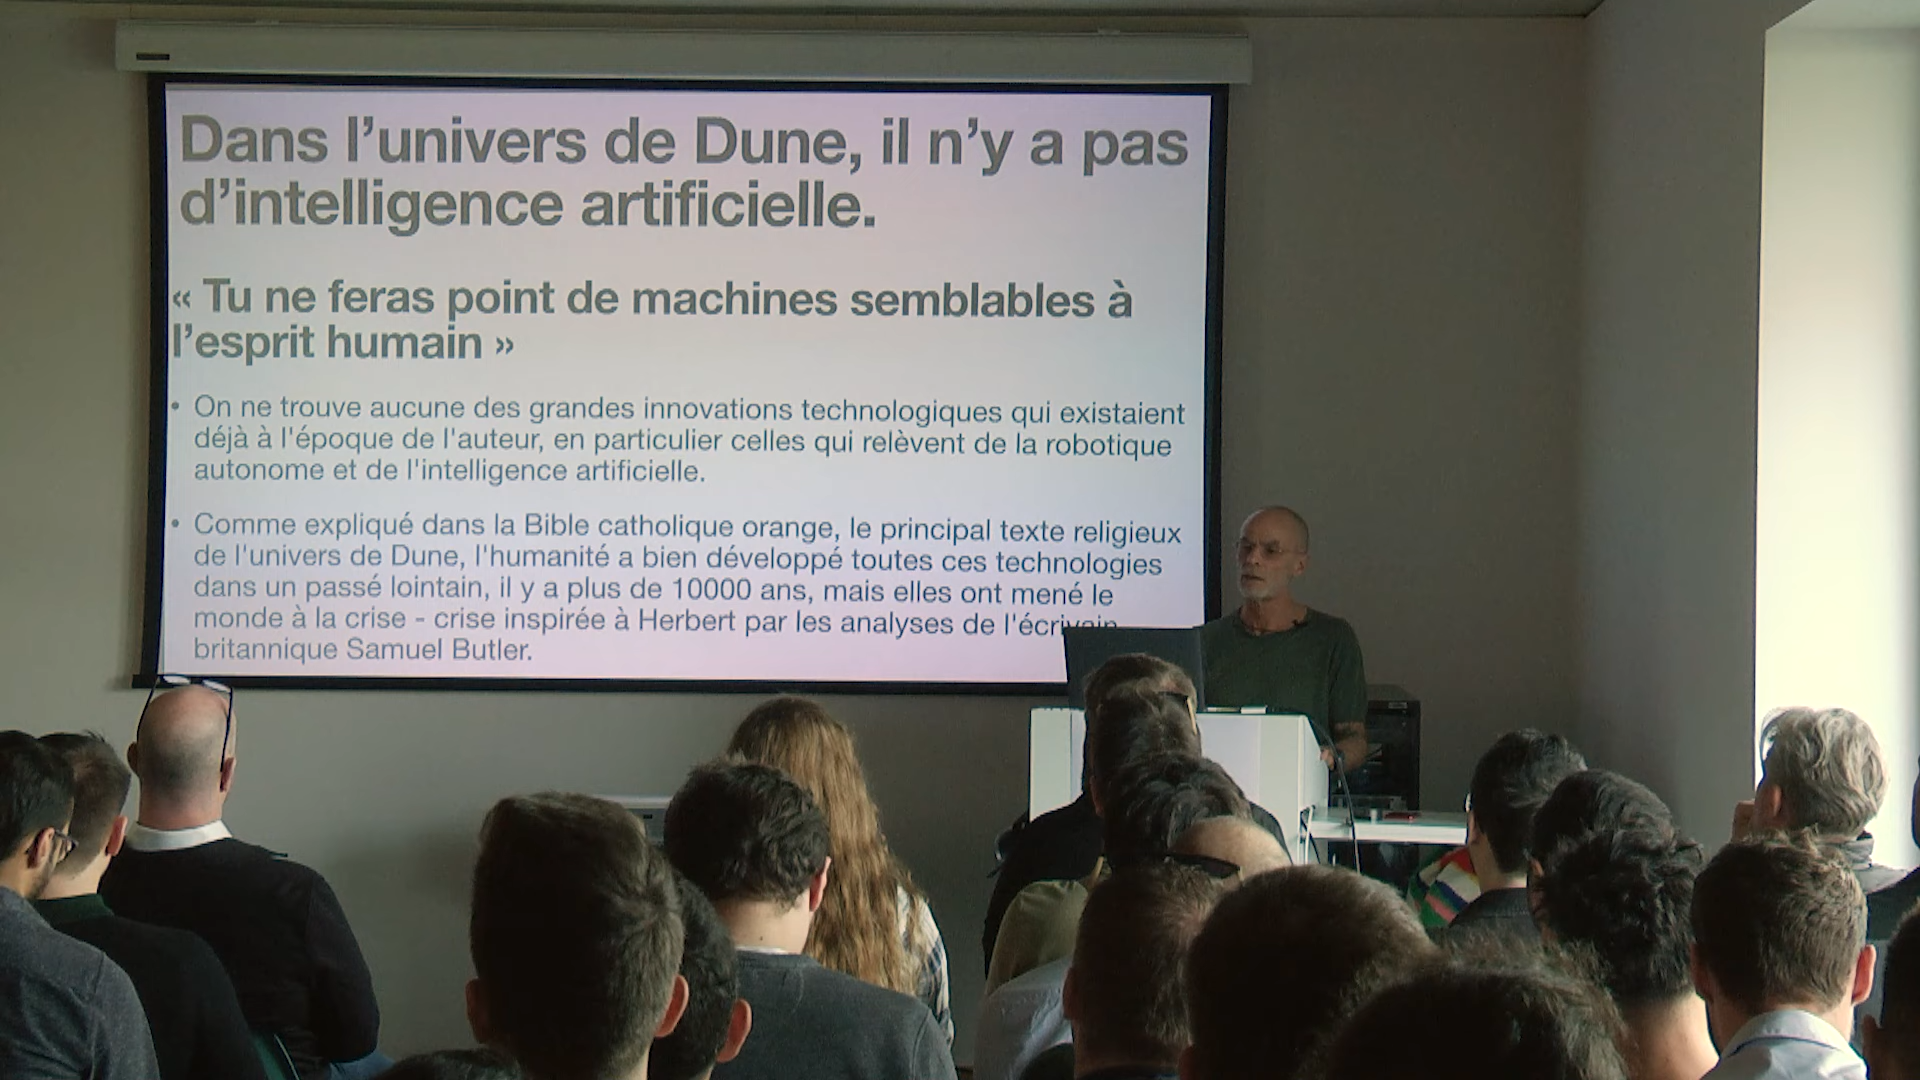 Dans l’univers de Dune, il n’y a pas
d’intelligence artificielle.
« Tu ne feras point de machines semblables à
l’esprit humain »
• On ne trouve aucune des grandes innovations technologiques qui existaient
déjà à l'époque de l'auteur, en particulier celles qui relèvent de la robotique
autonome et de l'intelligence artificielle.
• Comme expliqué dans la Bible catholique orange, le principal texte religieux
de l'univers de Dune, l'humanité a bien développé toutes ces technologies
dans un passé lointain, il y a plus de 10000 ans, mais elles ont mené le
monde à la crise - crise inspirée à Herbert par les analyses de l'écrivain
britannique Samuel Butler.